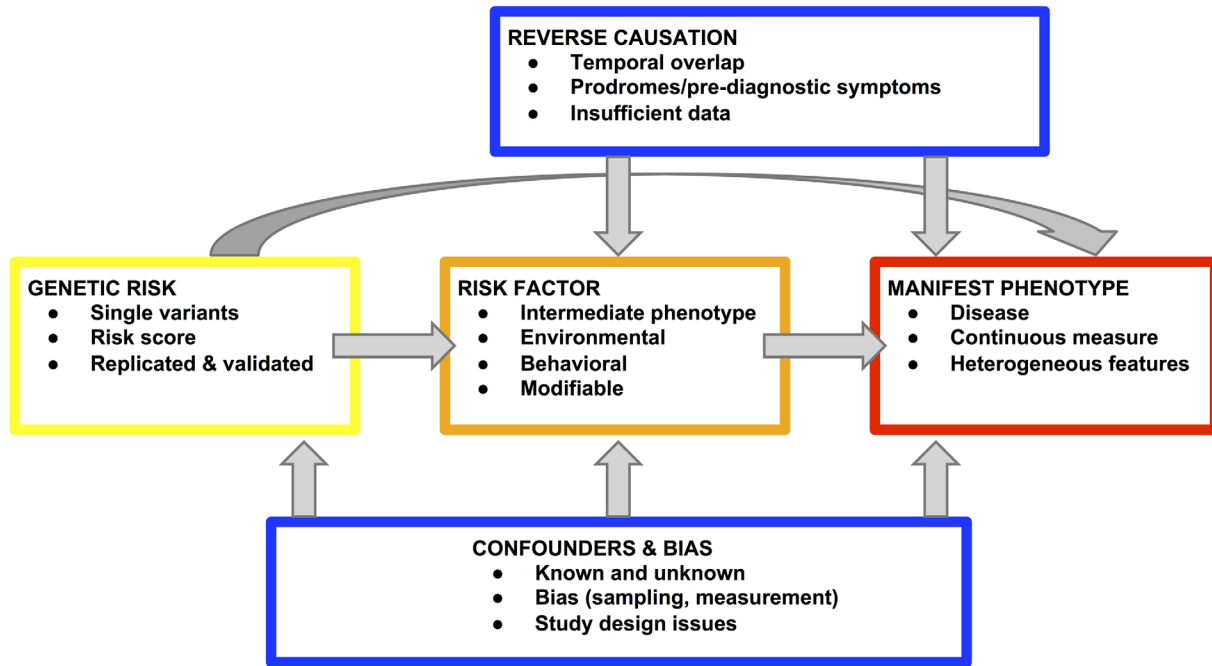 REVERSE CAUSATION
● Temporal overlap
● Prodromes/pre-diagnostic symptoms
● Insufficient data
GENETIC RISK
● Single variants
● Risk score
● Replicated & validated
RISK FACTOR
● Intermediate phenotype
● Environmental
● Behavioral
● Modifiable
MANIFEST PHENOTYPE
● Disease
● Continuous measure
● Heterogeneous features
CONFOUNDERS & BIAS
● Known and unknown
● Bias (sampling, measurement)
● Study design issues